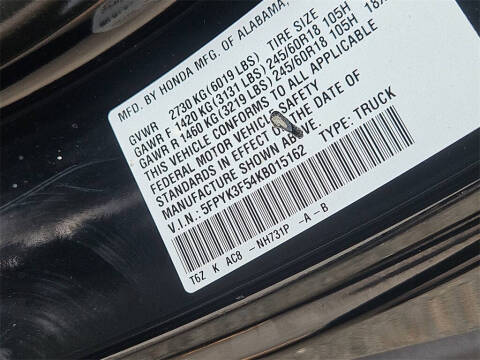 MFD. BY HONDA MFG. OF ALABAMA,
GVWR 2730 KG(6019 LBS) TIRE SIZE
GAWR F 1420 KG(3131 LBS)245/60R18 105H
GAWR R 1460 KG(3219 LBS)245/60R18 105H 18X
THIS VEHICLE CONFORMS TO ALL APPLICABLE
FEDERAL MOTOR VEHICLE SAFETY
STANDARDS IN EFFECT ON THE DATE OF
MANUFACTURE SHOWN ABOVE.
V.I.N.: 5FPYK3F54KB015162 TYPE: TRUCK
T6Z K AC8 -NH731P -A -B